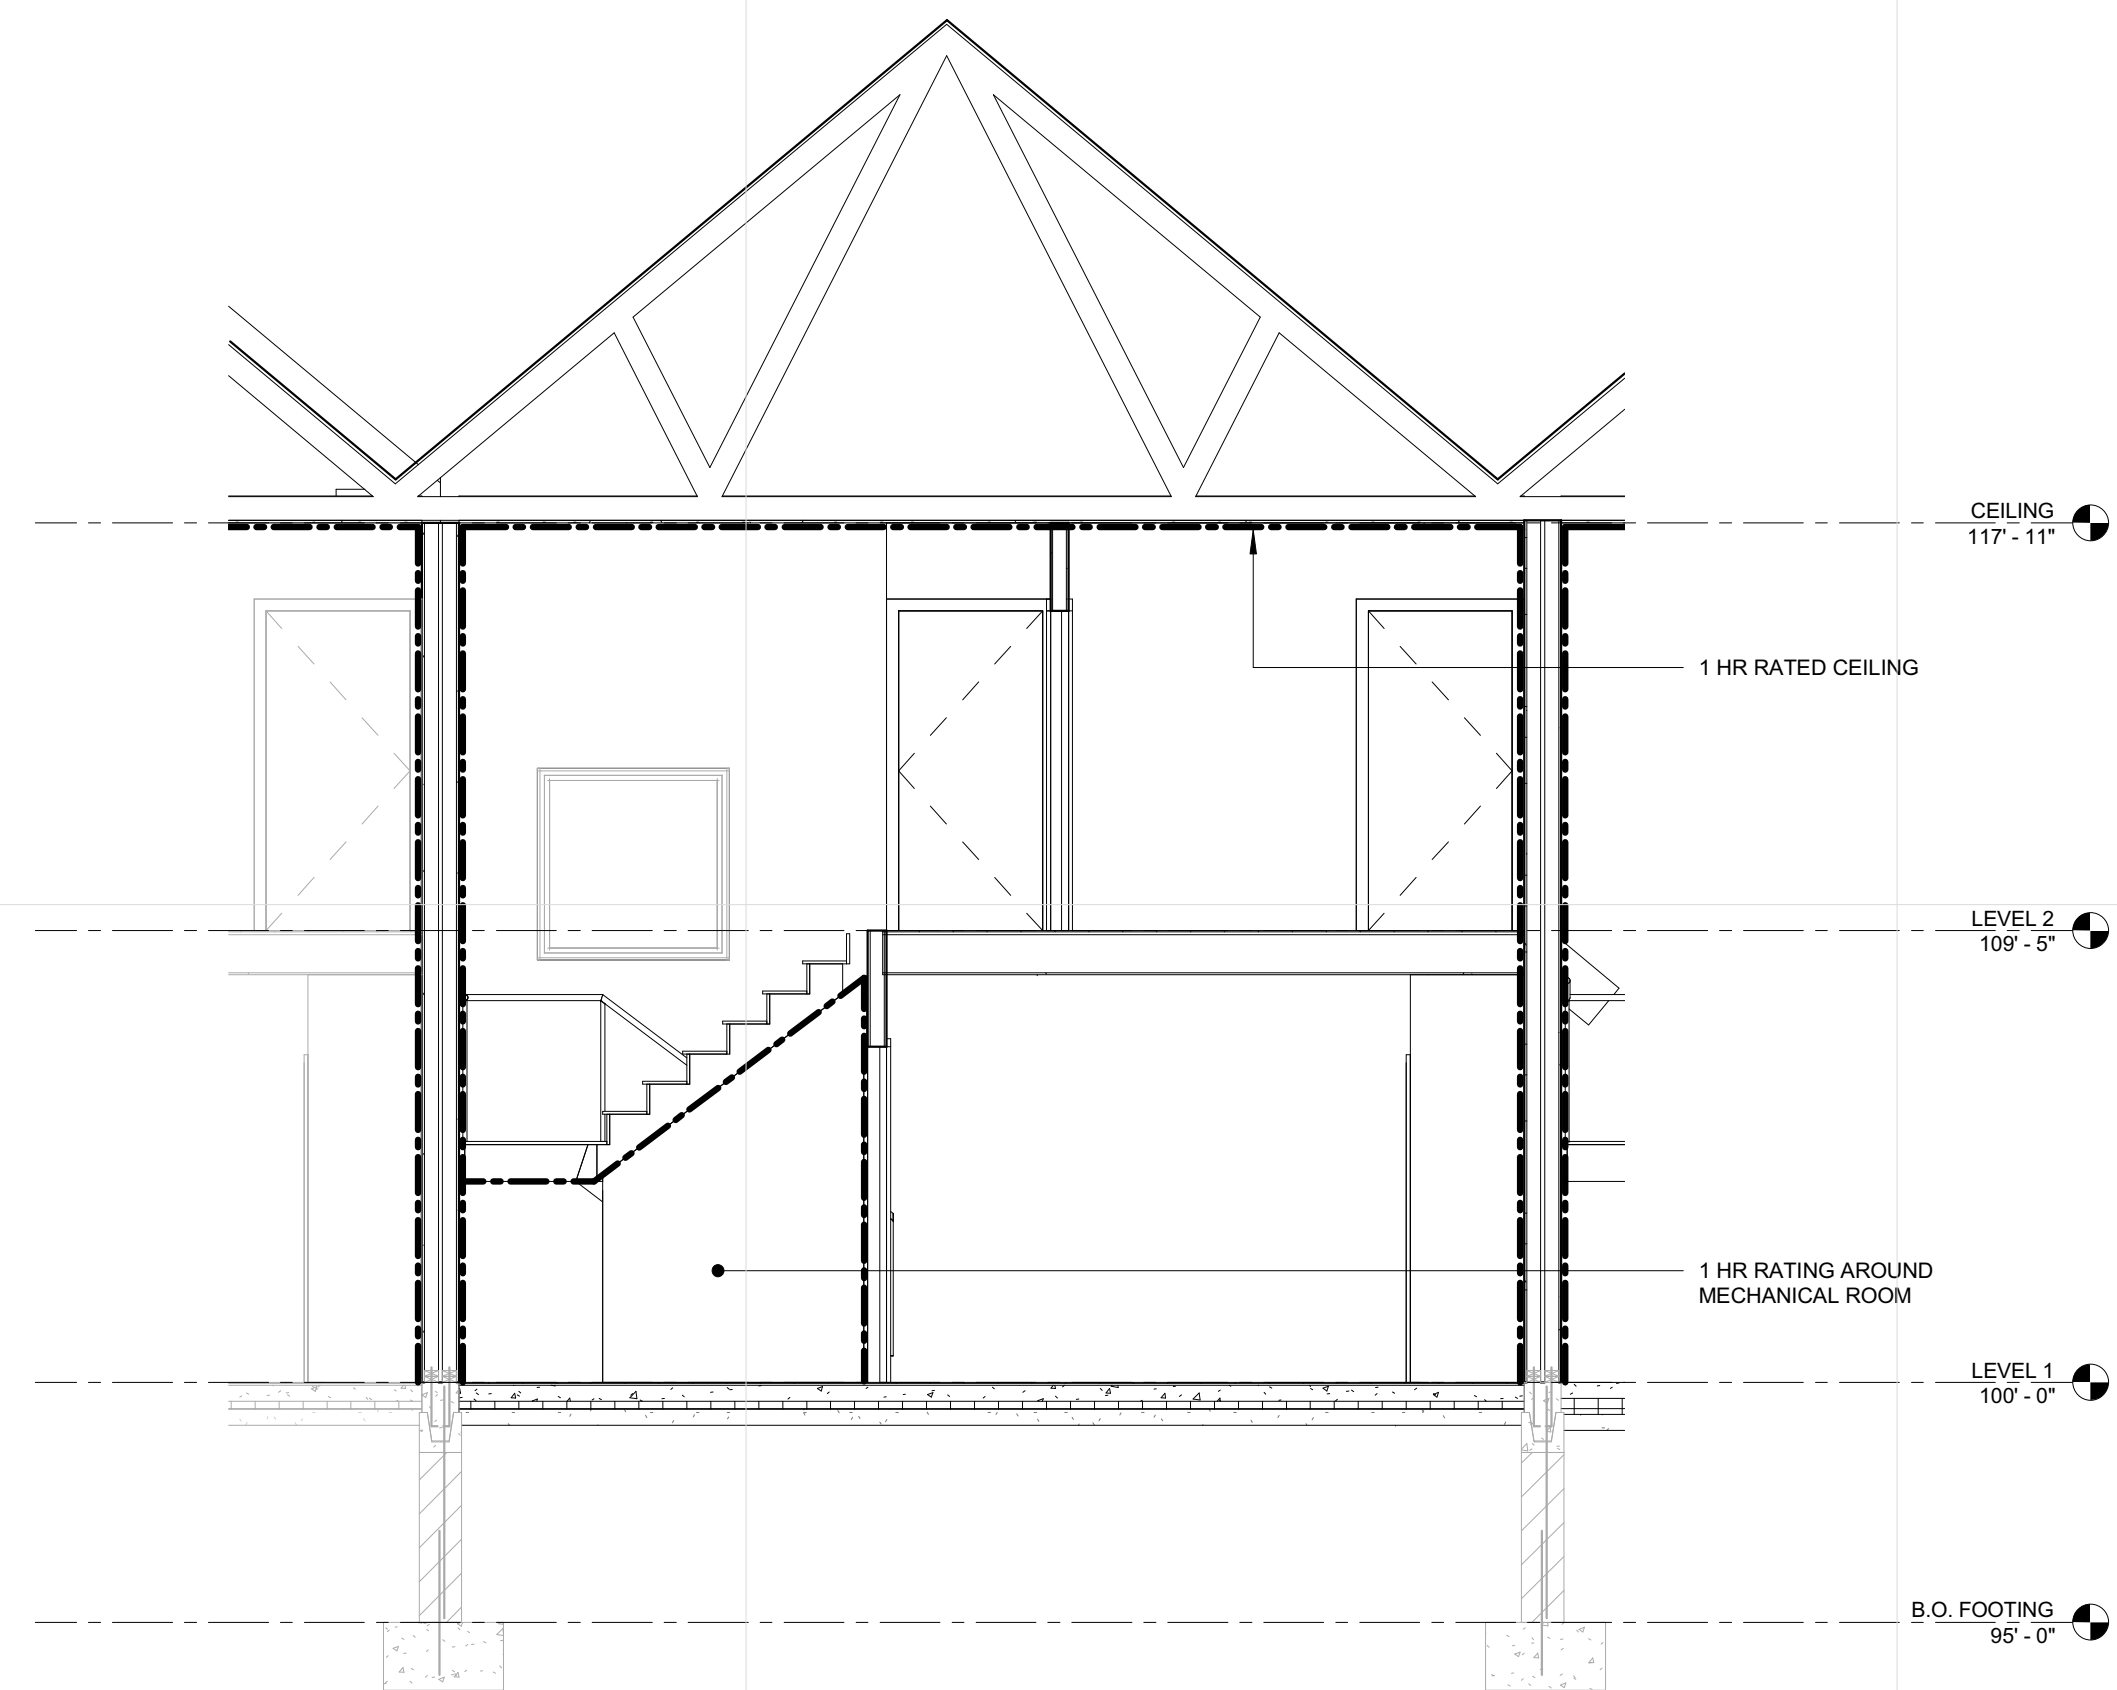 CEILING
117' - 11"
1 HR RATED CEILING
LEVEL 2
109' - 5"
1 HR RATING AROUND
MECHANICAL ROOM
LEVEL 1
100' - 0"
B.O. FOOTING
95' - 0"